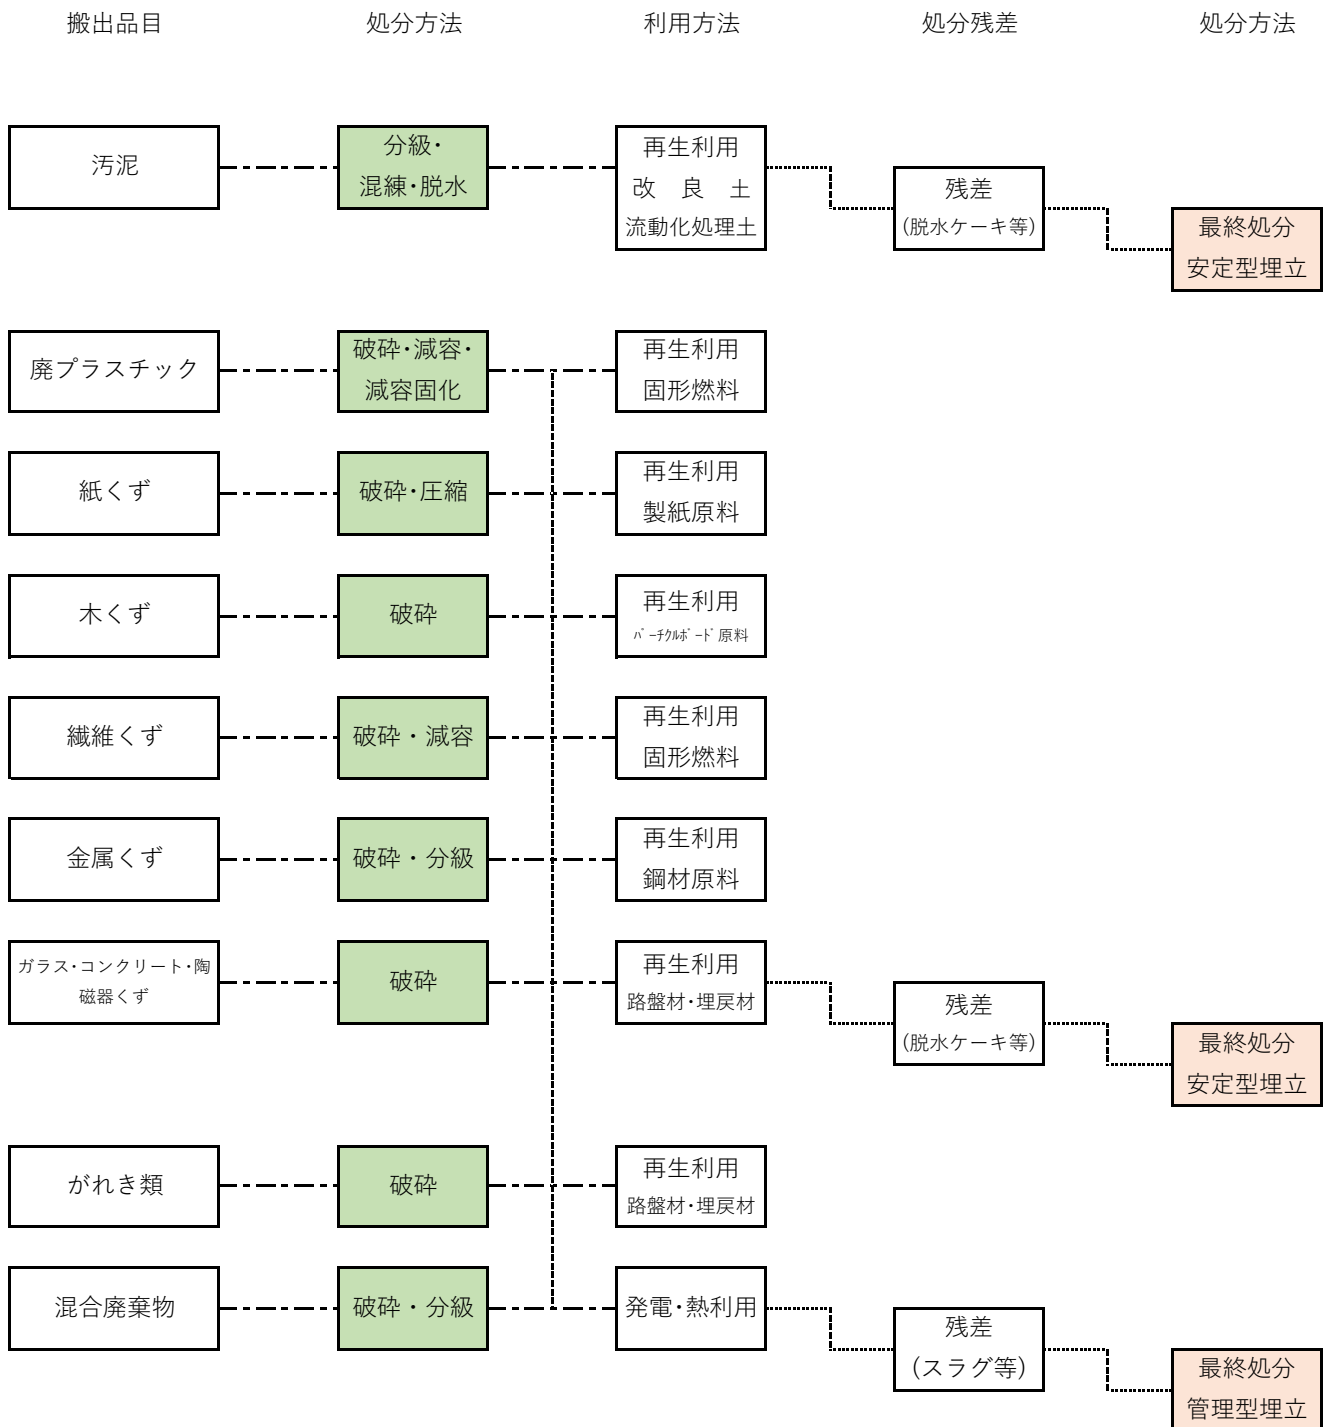 搬出品目 処分方法 利用方法 処分残差 処分方法
汚泥
分級・
混練・脱水
再生利用
改 良 土
流動化処理土
残差
(脱水ケーキ等)
最終処分
安定型埋立
廃プラスチック
破砕・減容・
減容固化
再生利用
固形燃料
紙くず
破砕・圧縮
再生利用
製紙原料
木くず
破砕
再生利用
ﾊﾟｰﾁｸﾙﾎﾞｰﾄﾞ原料
繊維くず
破砕・減容
再生利用
固形燃料
金属くず
破砕・分級
再生利用
鋼材原料
ガラス・コンクリート・陶
磁器くず
破砕
再生利用
路盤材・埋戻材
残差
(脱水ケーキ等)
最終処分
安定型埋立
がれき類
破砕
再生利用
路盤材・埋戻材
混合廃棄物
破砕・分級
発電・熱利用
残差
(スラグ等)
最終処分
管理型埋立